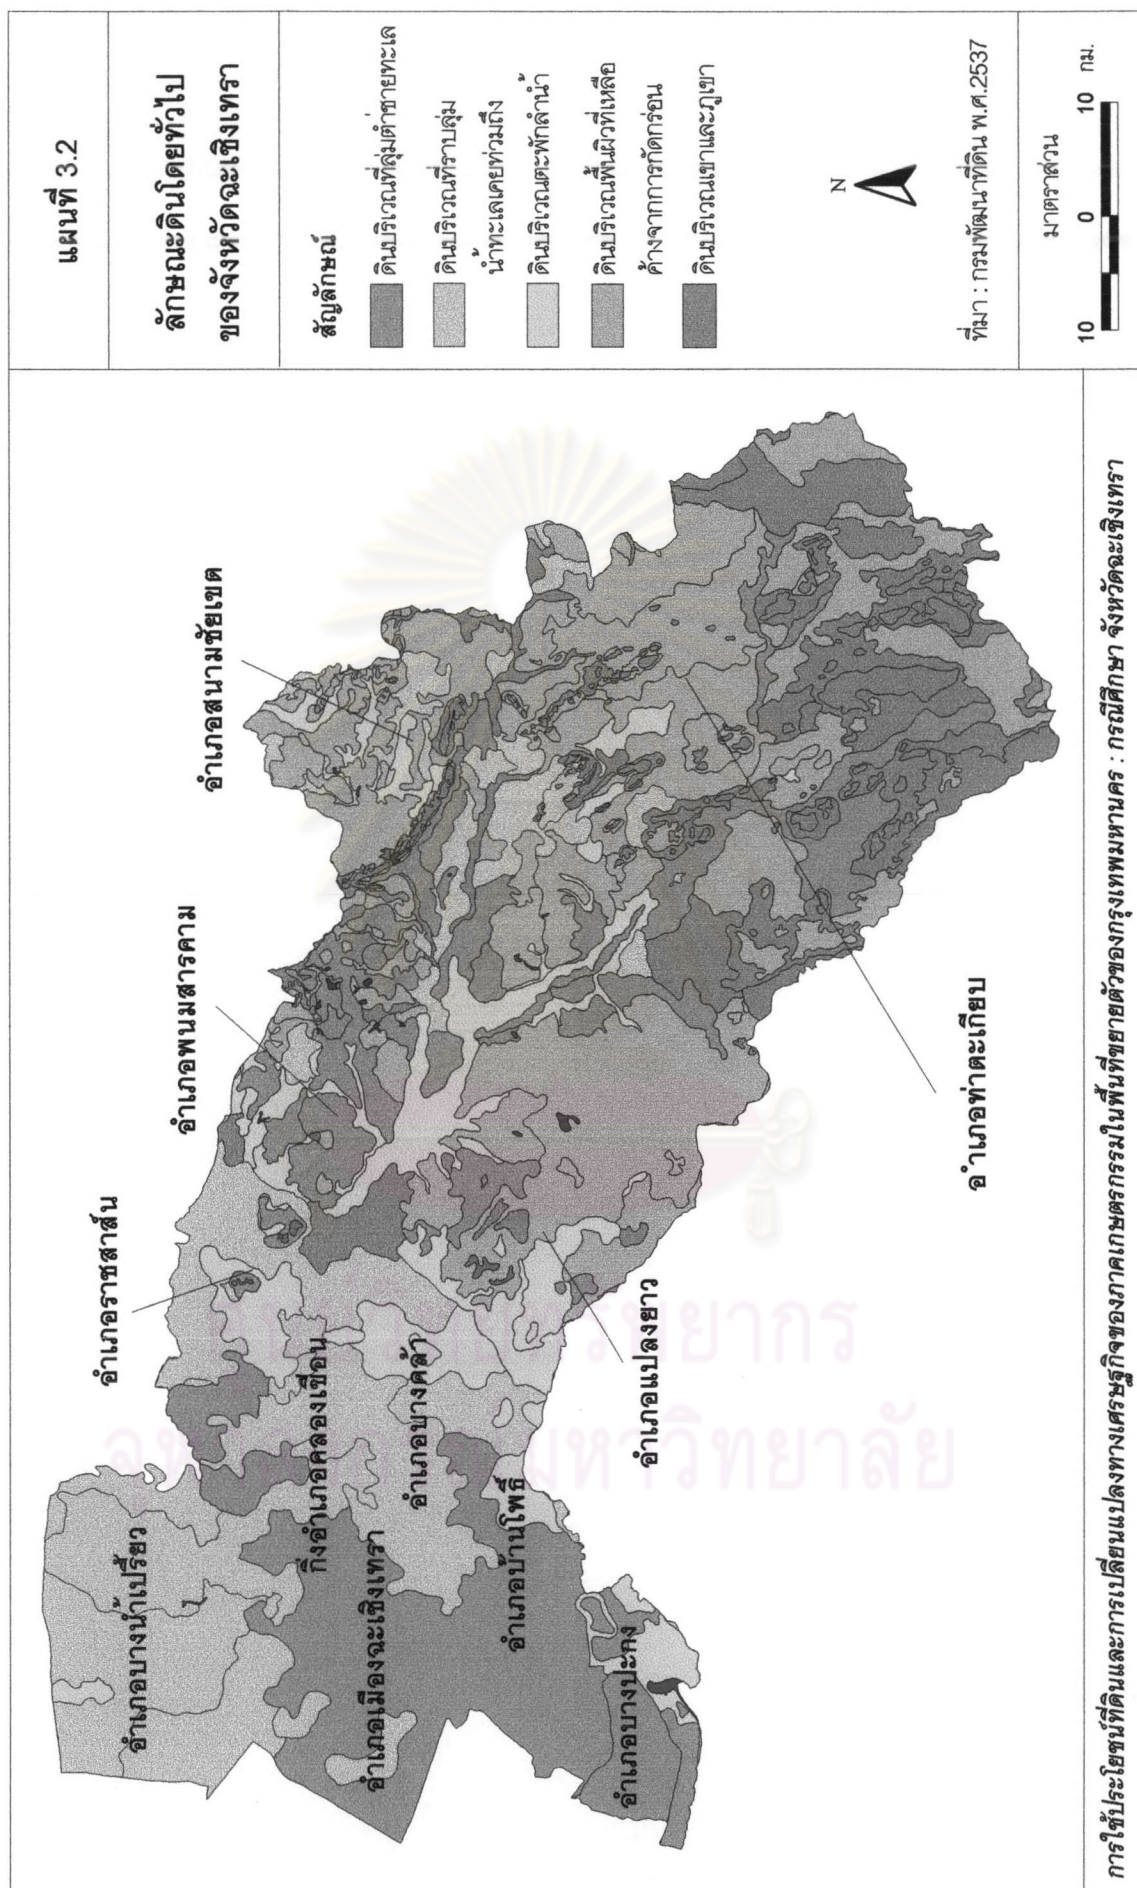 แผนที่ 3.2
ลักษณะดินโดยทั่วไป
ของจังหวัดฉะเชิงเทรา
สัญลักษณ์
ดินบริเวณที่ลุ่มต่ำชายทะเล
ดินบริเวณที่ราบลุ่ม
น้ำทะเลเคยท่วมถึง
ดินบริเวณตะพักลำน้ำ
ดินบริเวณพื้นผิวที่เหลือ
ค้างจากการกัดกร่อน
ดินบริเวณเขาและภูเขา
N
ที่มา : กรมพัฒนาที่ดิน พ.ศ.2537
มาตราส่วน
10 0 10 กม.
อำเภอบางน้ำเปรี้ยว
อำเภอราชสาส์น
อำเภอพนมสารคาม
อำเภอสนามชัยเขต
กิ่งอำเภอคลองเขื่อน
อำเภอเมืองฉะเชิงเทรา
อำเภอบางคล้า
อำเภอบ้านโพธิ์
อำเภอบางปะกง
อำเภอแปลงยาว
อำเภอท่าตะเกียบ
จุฬาลงกรณ์มหาวิทยาลัย
การใช้ประโยชน์ที่ดินและการเปลี่ยนแปลงทางเศรษฐกิจของภาคเกษตรกรรมในพื้นที่ขยายตัวของกรุงเทพมหานคร : กรณีศึกษา จังหวัดฉะเชิงเทรา